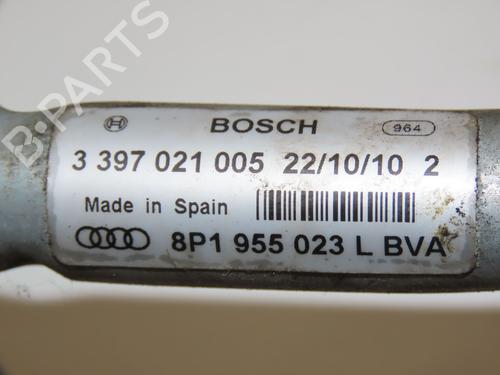 B-PARTS
BOSCH 964
3 397 021 005 22/10/10 2
Made in Spain
8P1 955 023 L BVA